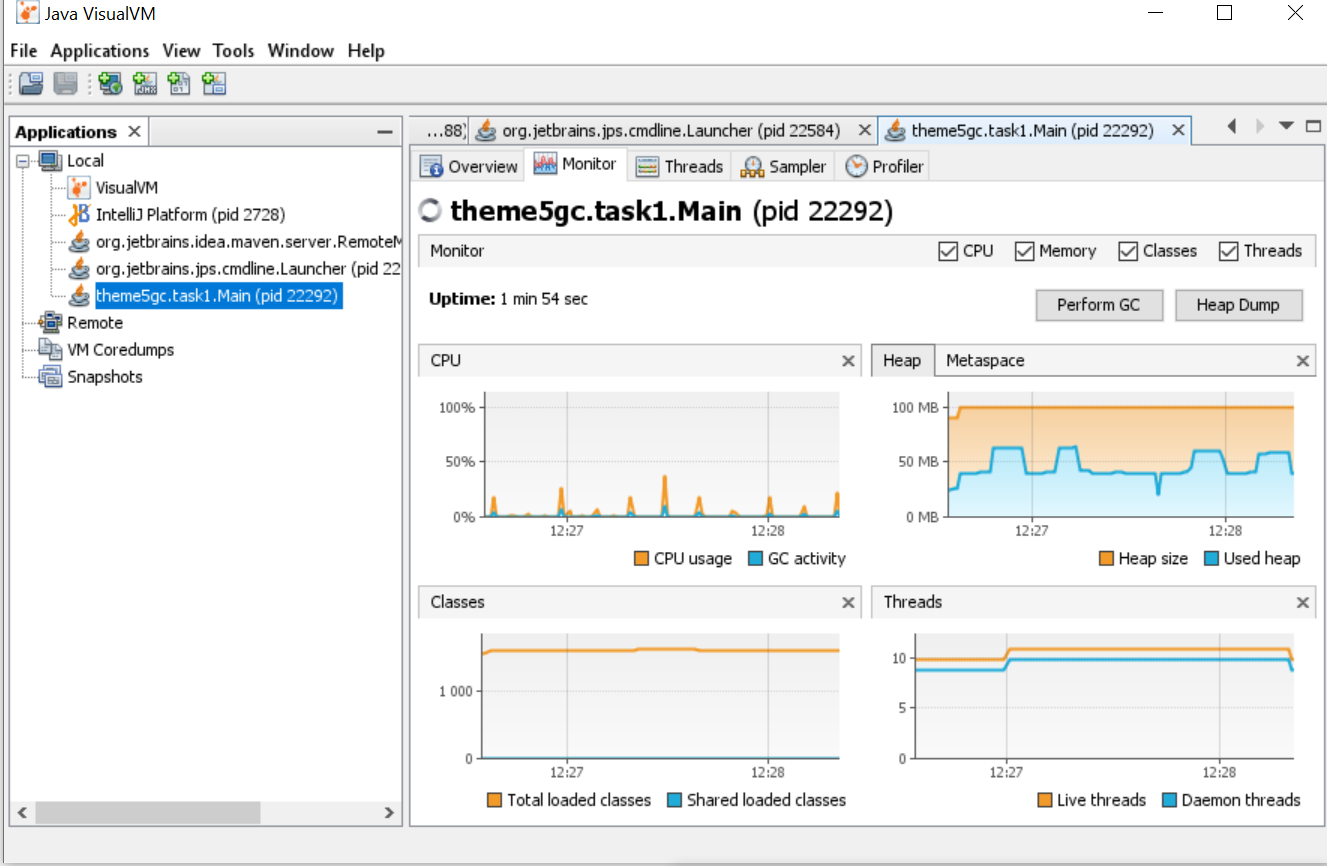 Java VisualVM
File Applications View Tools Window Help
Applications
Local
VisualVM
IntelliJ Platform (pid 2728)
org.jetbrains.idea.maven.server.RemoteM
org.jetbrains.jps.cmdline.Launcher (pid 22
theme5gc.task1.Main (pid 22292)
Remote
VM Coredumps
Snapshots
...88) org.jetbrains.jps.cmdline.Launcher (pid 22584) theme5gc.task1.Main (pid 22292)
Overview Monitor Threads Sampler Profiler
theme5gc.task1.Main (pid 22292)
Monitor CPU Memory Classes Threads
Uptime: 1 min 54 sec
Perform GC Heap Dump
CPU
100%
50%
0%
12:27 12:28
CPU usage GC activity
Heap Metaspace
100 MB
50 MB
0 MB
12:27 12:28
Heap size Used heap
Classes
1 000
0
12:27 12:28
Total loaded classes Shared loaded classes
Threads
10
5
0
12:27 12:28
Live threads Daemon threads